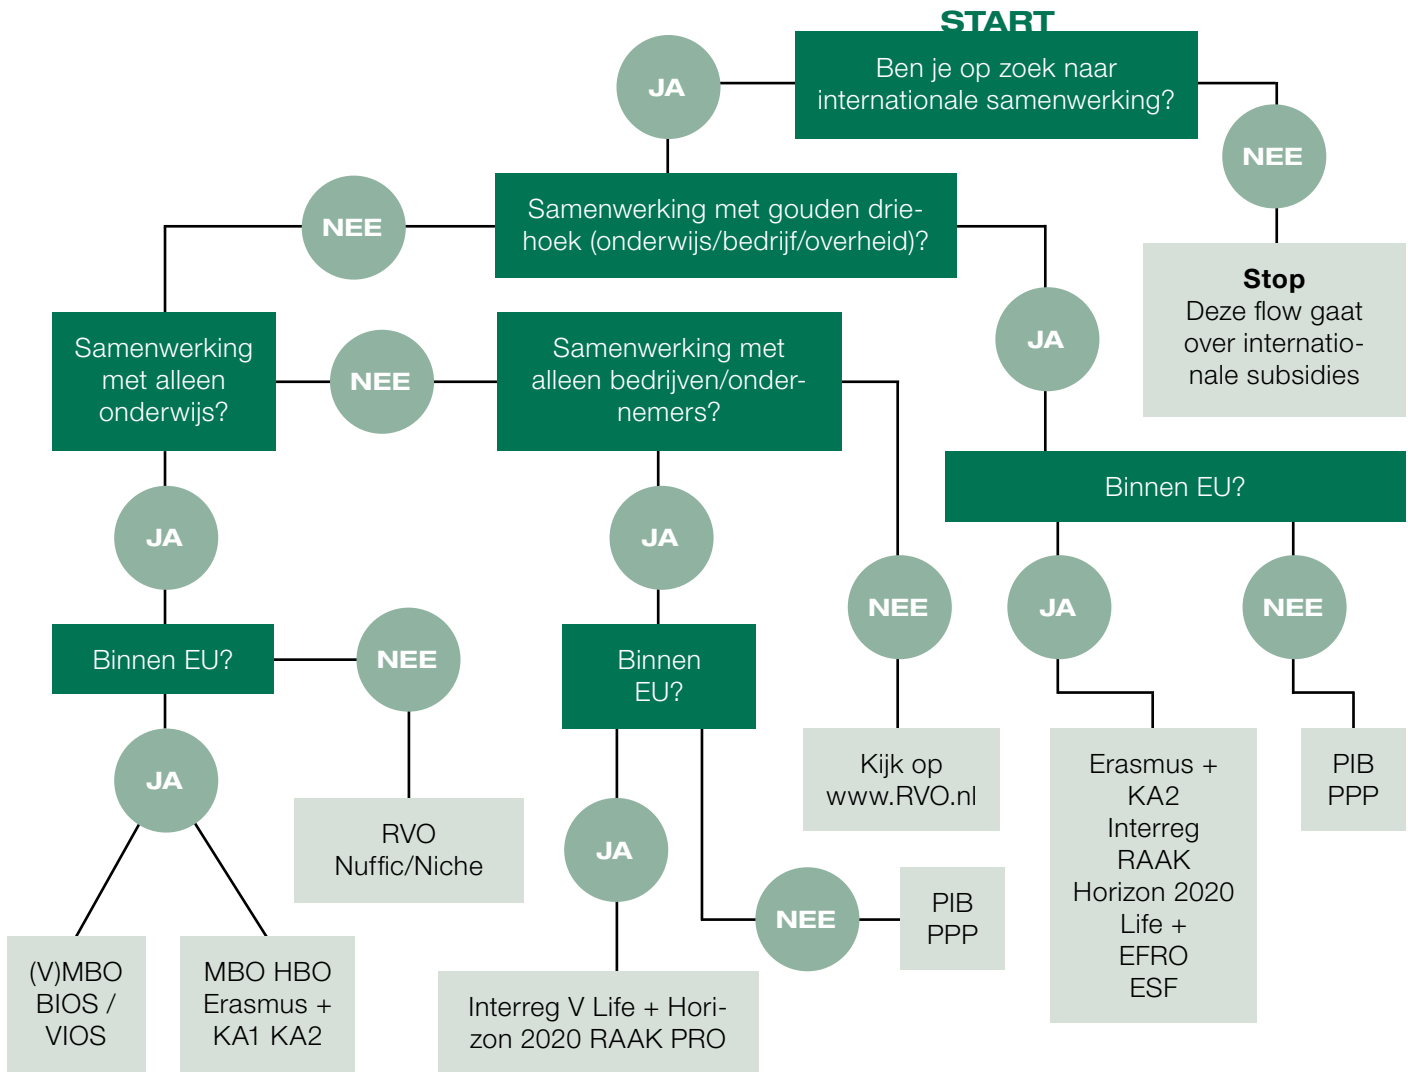 START
Ben je op zoek naar
internationale samenwerking?
JA
NEE
Samenwerking met gouden drie-
hoek (onderwijs/bedrijf/overheid)?
NEE
JA
Stop
Deze flow gaat
over internatio-
nale subsidies
Samenwerking
met alleen
onderwijs?
NEE
Samenwerking met
alleen bedrijven/onder-
nemers?
Binnen EU?
JA
JA
NEE
JA
NEE
Binnen EU?
NEE
Binnen
EU?
Kijk op
www.RVO.nl
Erasmus +
KA2
Interreg
RAAK
Horizon 2020
Life +
EFRO
ESF
PIB
PPP
JA
RVO
Nuffic/Niche
JA
NEE
PIB
PPP
(V)MBO
BIOS /
VIOS
MBO HBO
Erasmus +
KA1 KA2
Interreg V Life + Hori-
zon 2020 RAAK PRO